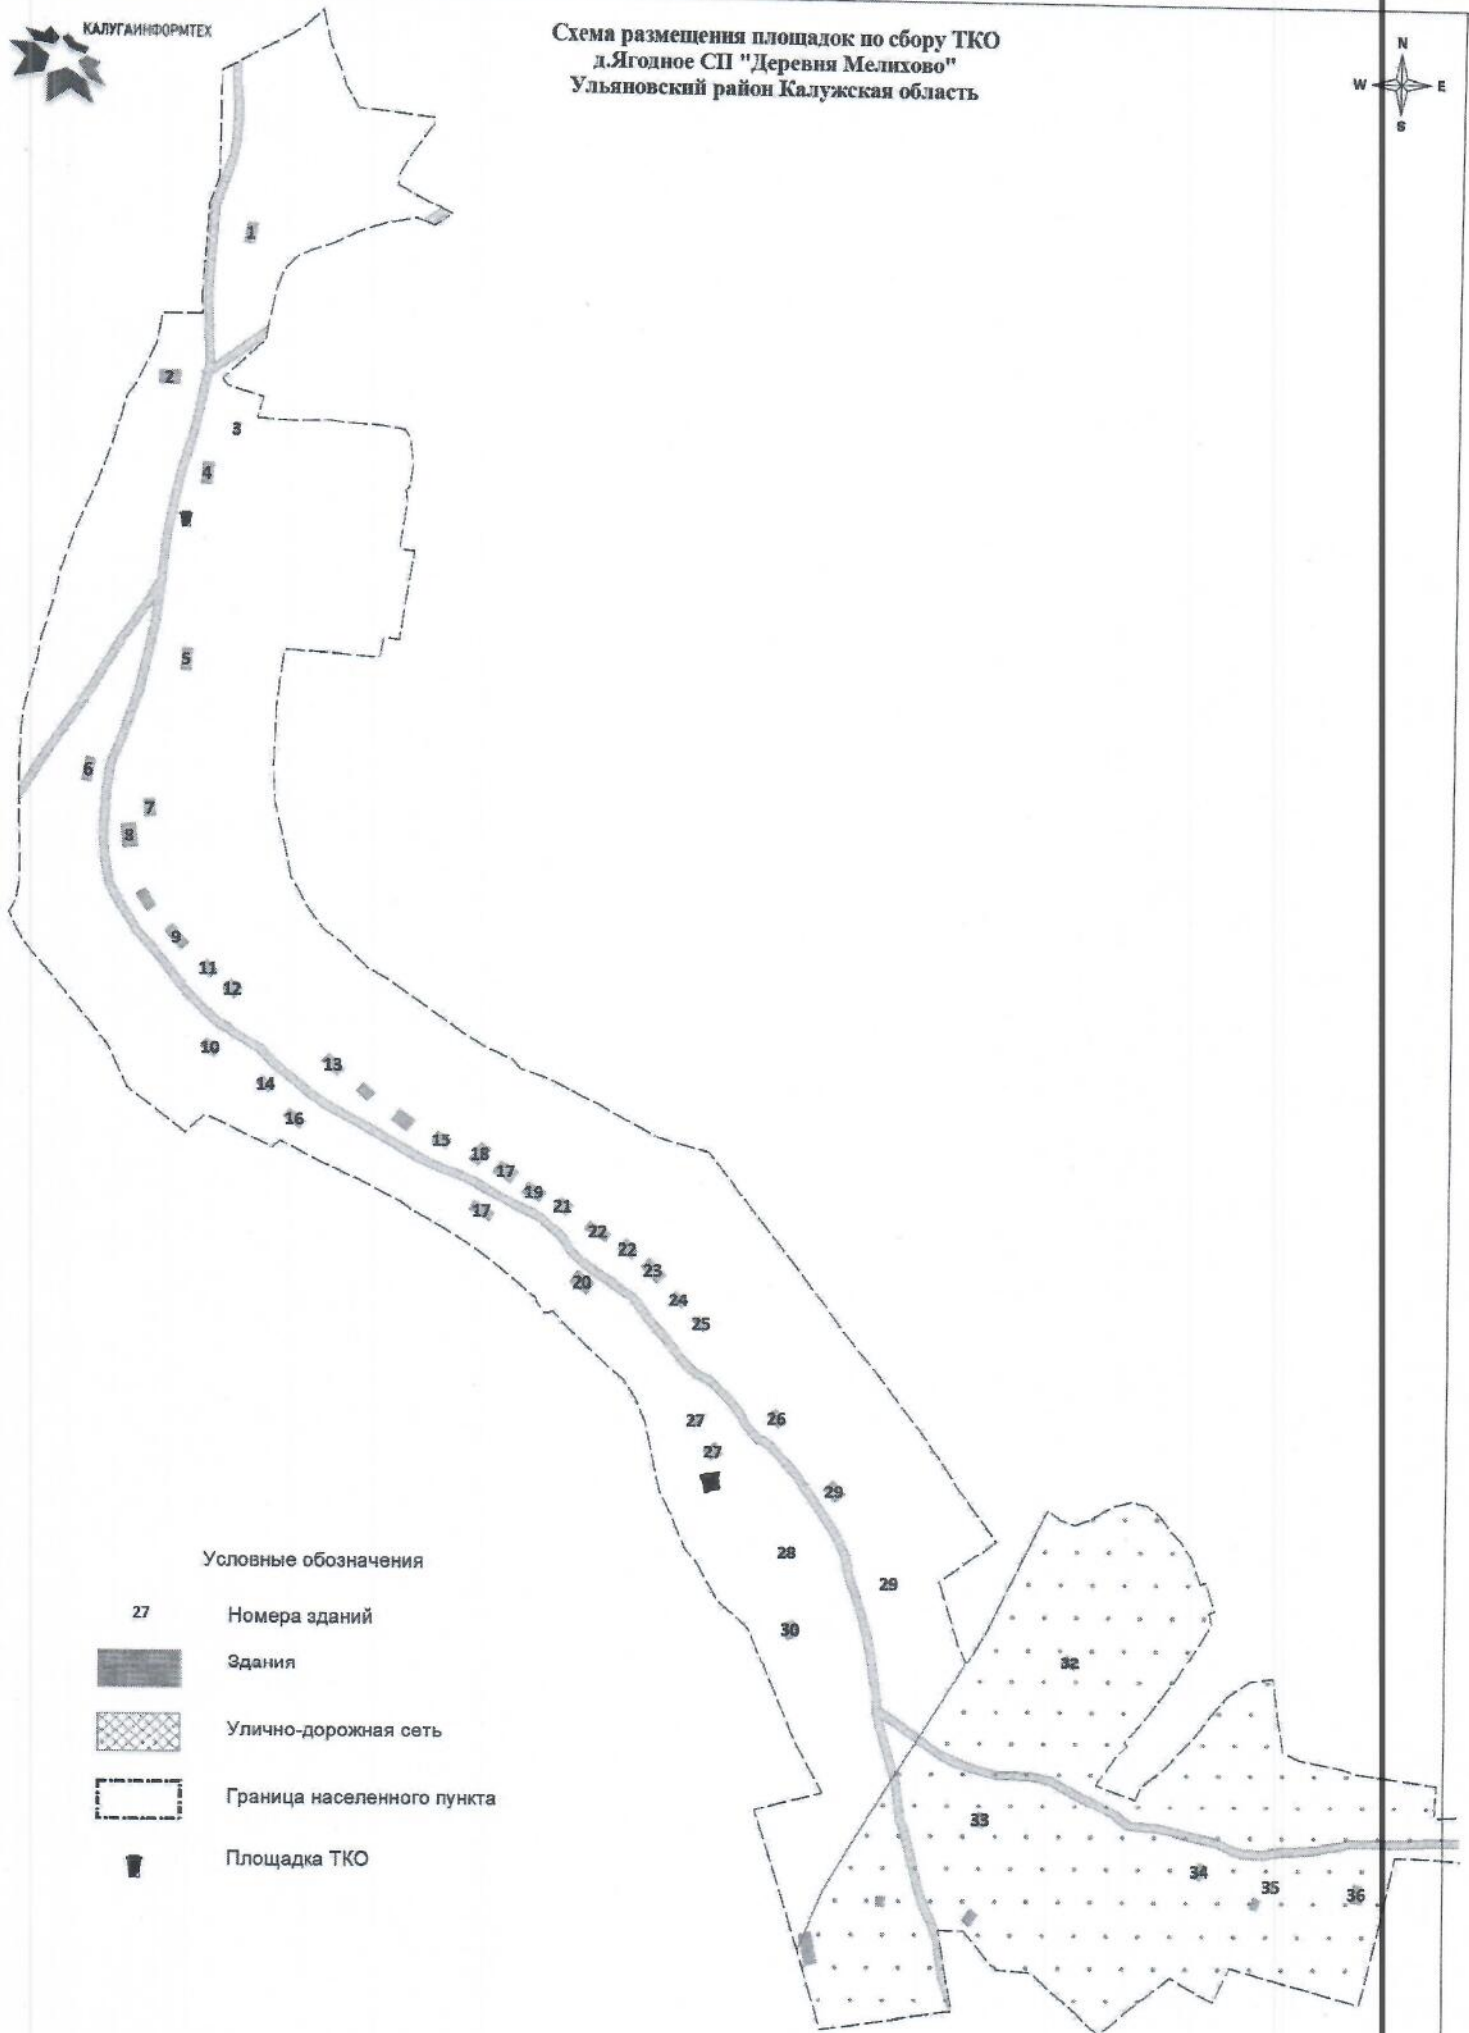 КАЛУГАИНФОРМТЕХ
Схема размещения площадок по сбору ТКО
д.Ягодное СП "Деревня Мелихово"
Ульяновский район Калужская область
N
W
E
S
1
2
3
4
5
6
7
8
9
11
12
10
13
14
16
15
18
17
19
21
17
22
22
23
20
24
25
27
26
27
29
28
29
30
32
33
34
35
36
Условные обозначения
27
Номера зданий
Здания
Улично-дорожная сеть
Граница населенного пункта
Площадка ТКО